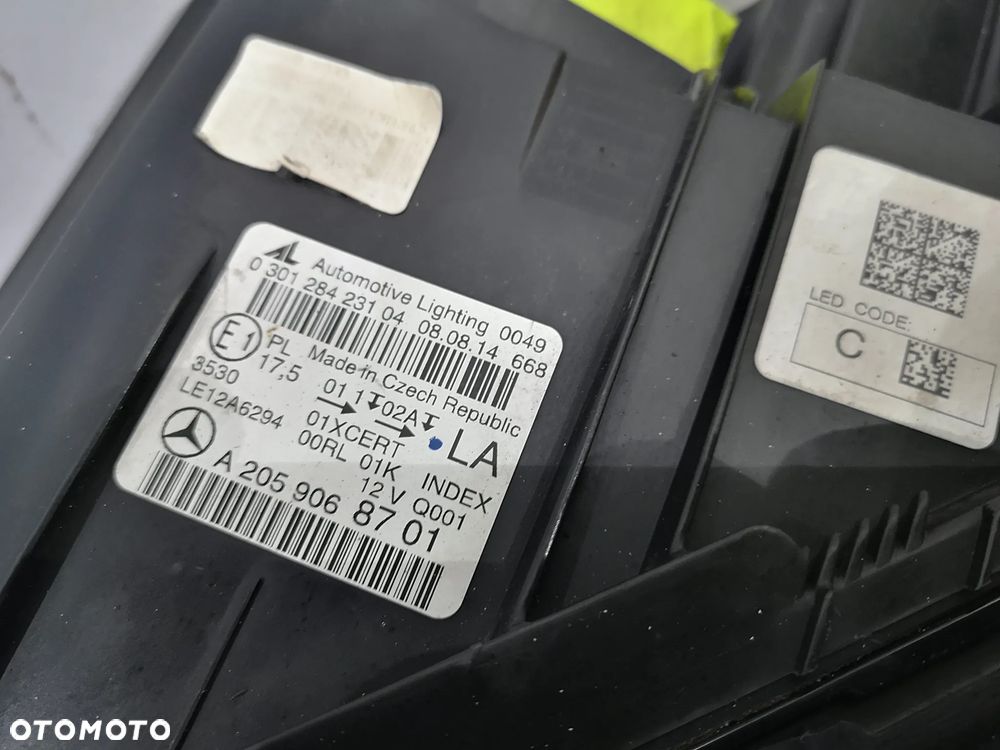 AL Automotive Lighting 0049
0 301 284 231 04 08.08.14 668
E1 PL Made in Czech Republic
17,5 01 1 02A
3530 01XCERT LA
LE12A6294 00RL 01K INDEX
12 V Q001
A 205 906 87 01
LED CODE:
C
OTOMOTO